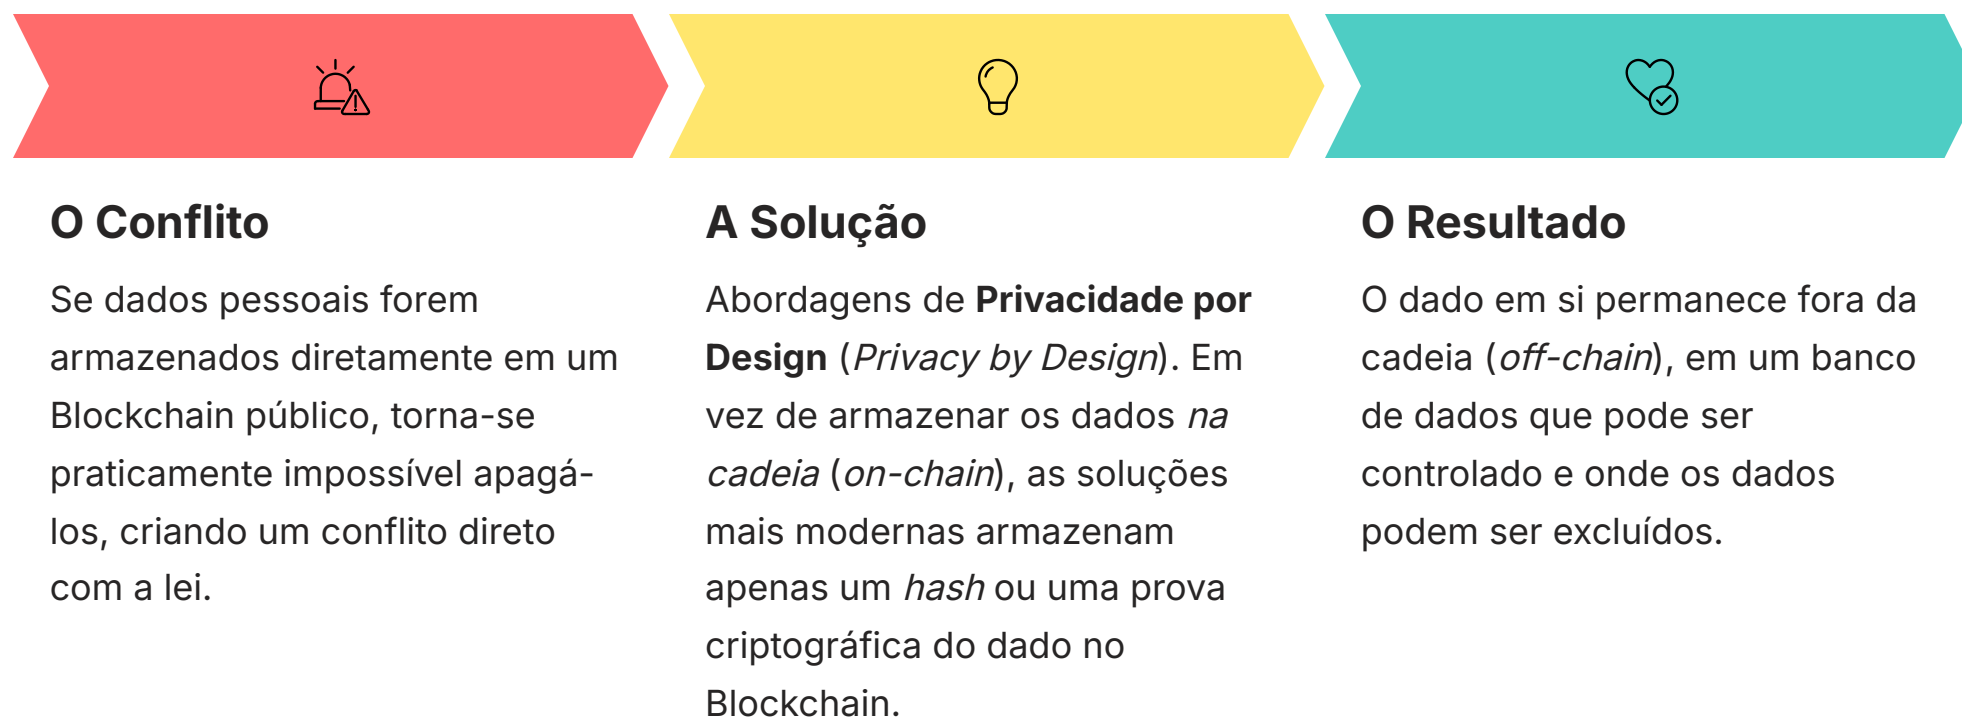 O Conflito
Se dados pessoais forem
armazenados diretamente em um
Blockchain público, torna-se
praticamente impossível apagá-
los, criando um conflito direto
com a lei.
A Solução
Abordagens de Privacidade por
Design (Privacy by Design). Em
vez de armazenar os dados na
cadeia (on-chain), as soluções
mais modernas armazenam
apenas um hash ou uma prova
criptográfica do dado no
Blockchain.
O Resultado
O dado em si permanece fora da
cadeia (off-chain), em um banco
de dados que pode ser
controlado e onde os dados
podem ser excluídos.